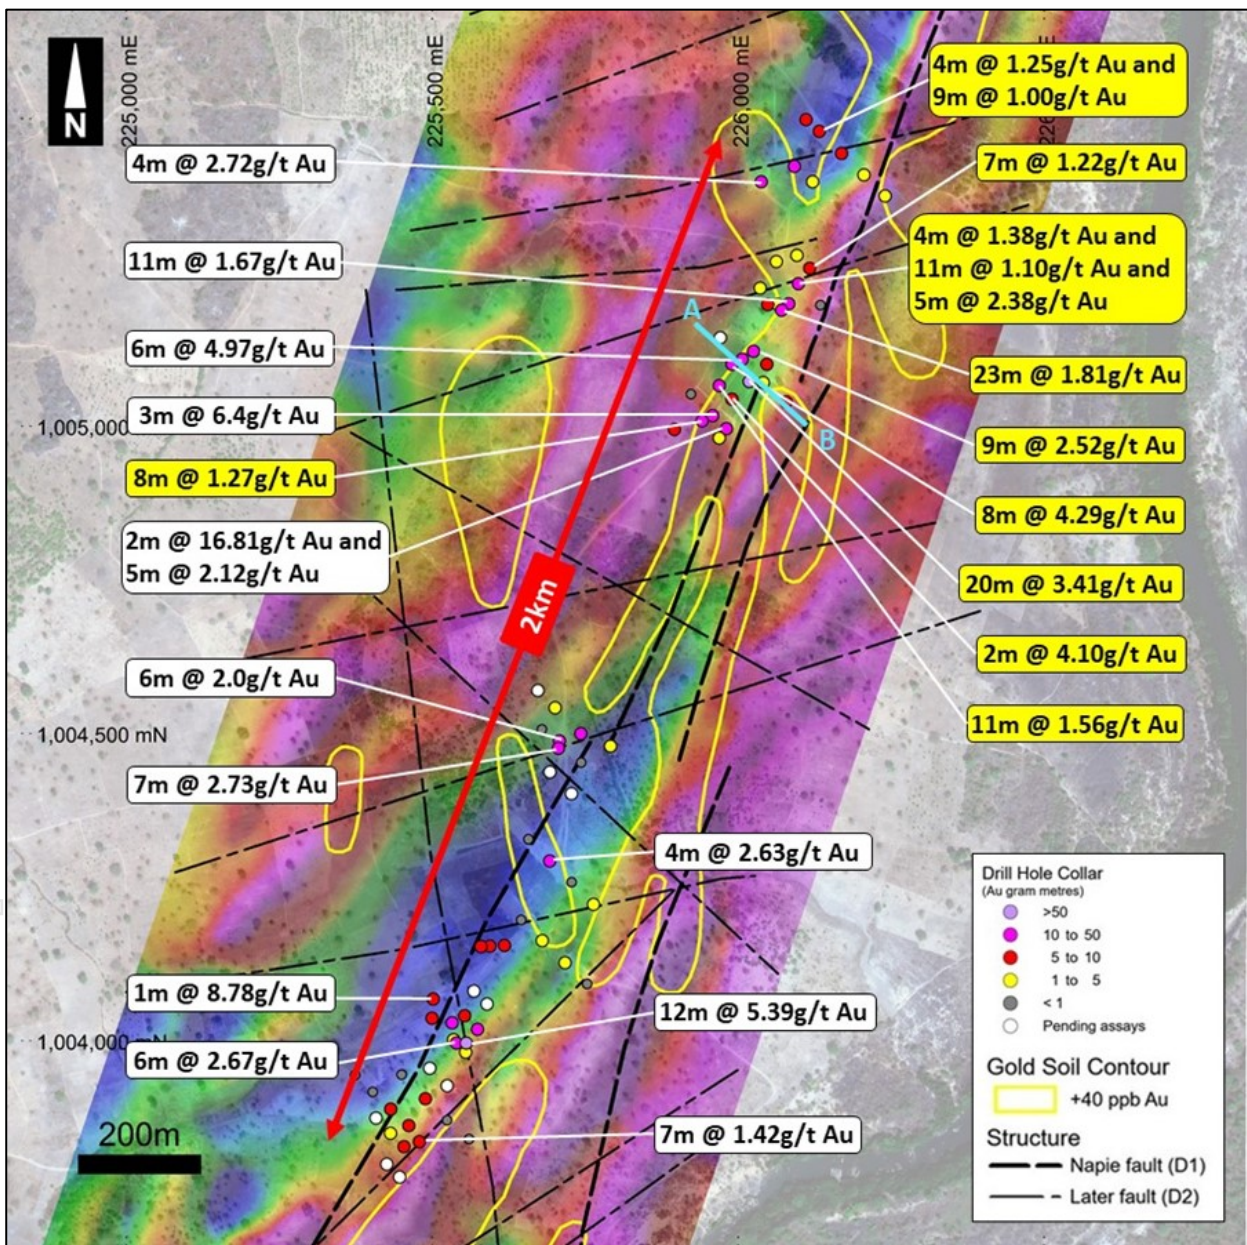 N
225,000 mE
225,500 mE
226,000 mE
4m @ 1.25g/t Au and
9m @ 1.00g/t Au
4m @ 2.72g/t Au
7m @ 1.22g/t Au
11m @ 1.67g/t Au
4m @ 1.38g/t Au and
11m @ 1.10g/t Au and
5m @ 2.38g/t Au
A
6m @ 4.97g/t Au
23m @ 1.81g/t Au
3m @ 6.4g/t Au
1,005,000
B
9m @ 2.52g/t Au
8m @ 1.27g/t Au
8m @ 4.29g/t Au
2m @ 16.81g/t Au and
5m @ 2.12g/t Au
2km
20m @ 3.41g/t Au
2m @ 4.10g/t Au
6m @ 2.0g/t Au
11m @ 1.56g/t Au
1,004,500 mN
7m @ 2.73g/t Au
4m @ 2.63g/t Au
1m @ 8.78g/t Au
12m @ 5.39g/t Au
1,004,000 mN
6m @ 2.67g/t Au
7m @ 1.42g/t Au
200m
Drill Hole Collar
(Au gram metres)
>50
10 to 50
5 to 10
1 to 5
< 1
Pending assays
Gold Soil Contour
+40 ppb Au
Structure
Napie fault (D1)
Later fault (D2)